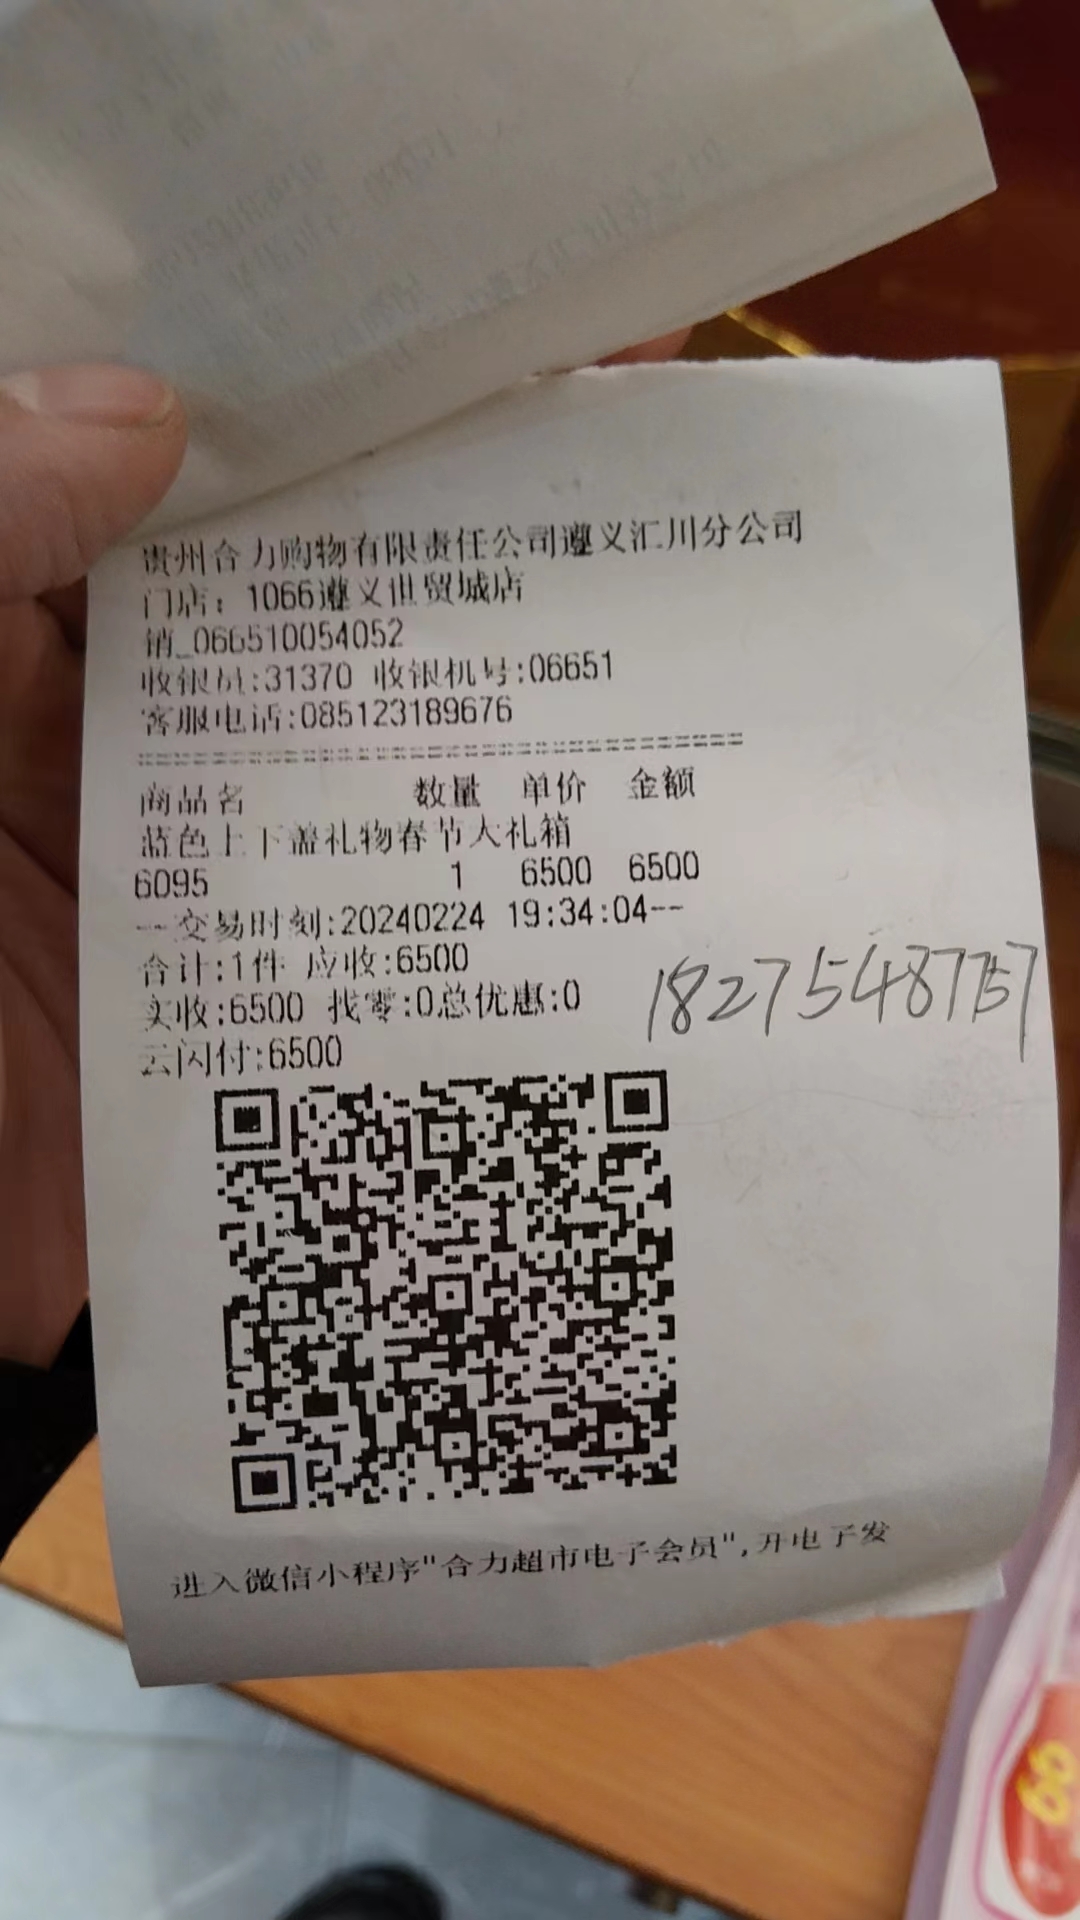 贵州合力购物有限责任公司遵义汇川分公司
门店：1066遵义世贸城店
销_066510054052
收银员:31370 收银机号:06651
客服电话:085123189676
商品名 数量 单价 金额
蓝色上下盖礼物春节大礼箱
6095 1 6500 6500
--交易时刻:20240224 19:34:04--
合计:1件 应收:6500
实收:6500 找零:0总优惠:0
云闪付:6500
进入微信小程序"合力超市电子会员",开电子发